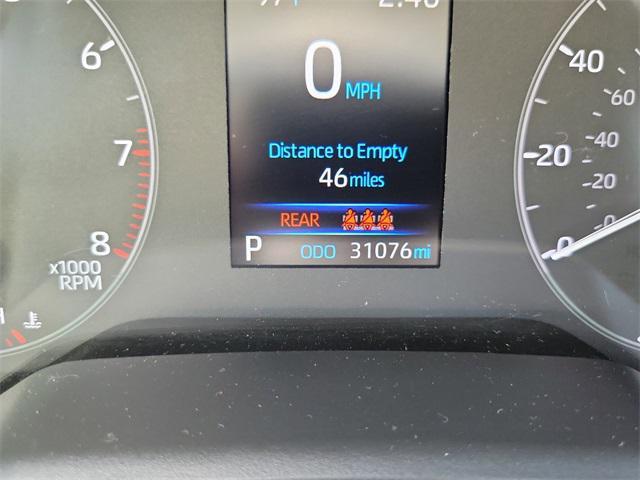 6
7
8
x1000
RPM
0 MPH
Distance to Empty
46 miles
REAR
P ODO 31076 mi
40
60
20
40
20
0
0